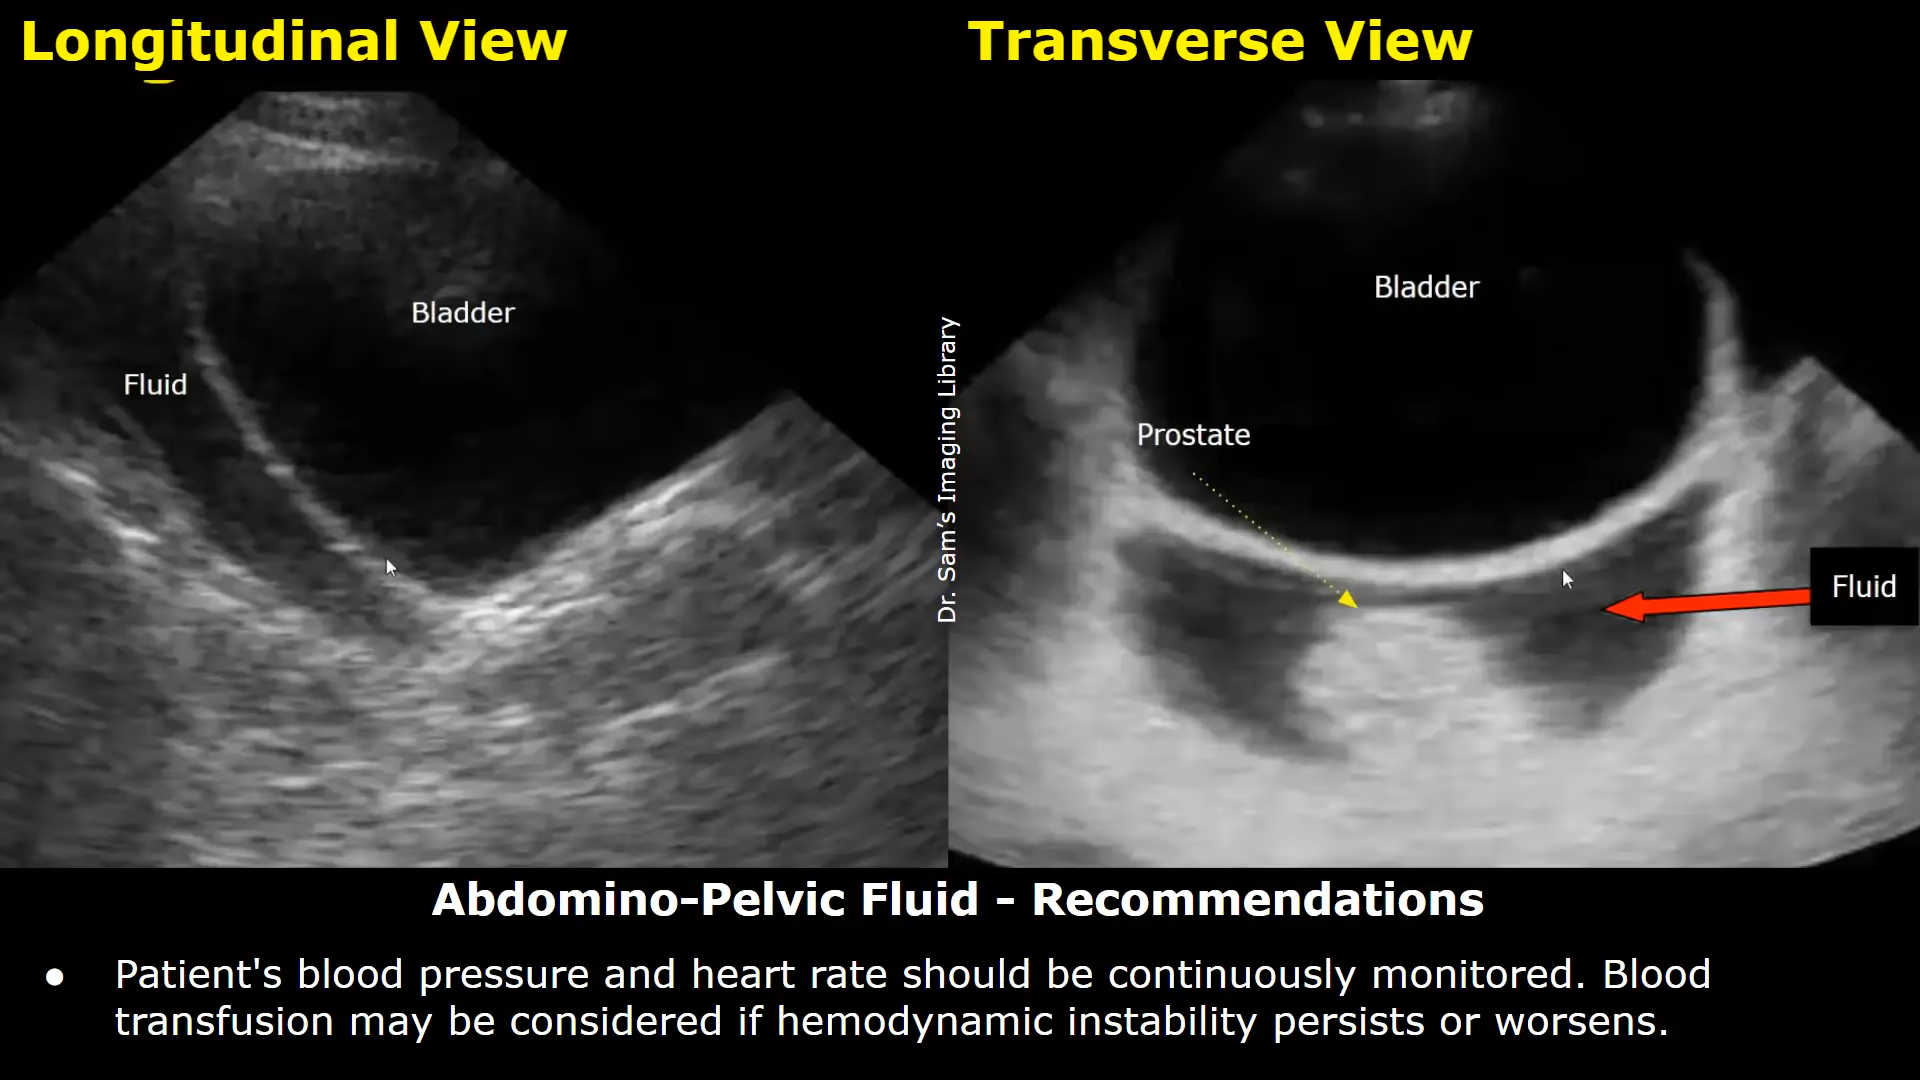 Longitudinal View
Transverse View
Bladder
Fluid
Dr. Sam's Imaging Library
Bladder
Prostate
Fluid
Abdomino-Pelvic Fluid – Recommendations
● Patient's blood pressure and heart rate should be continuously monitored. Blood
transfusion may be considered if hemodynamic instability persists or worsens.